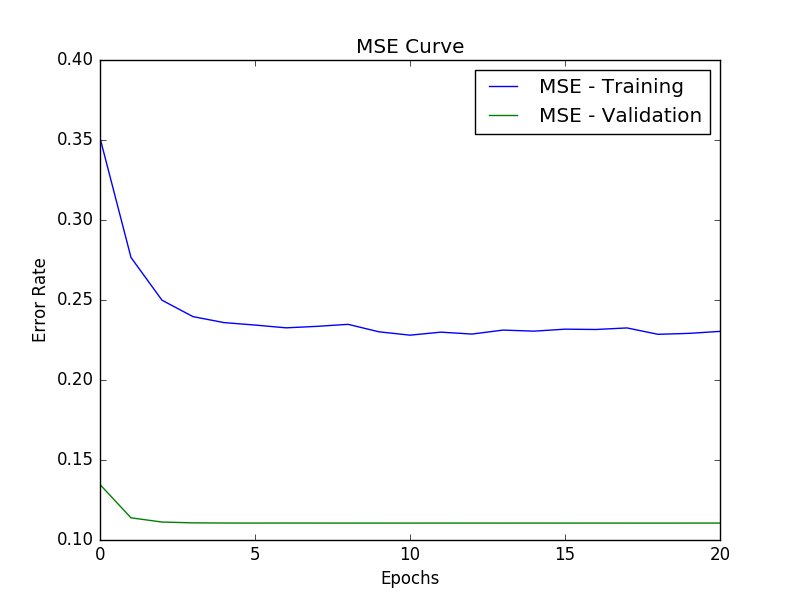 MSE Curve
0.40
MSE - Training
MSE - Validation
0.35
0.30
0.25
0.20
0.15
0.10
Error Rate
0 5 10 15 20
Epochs